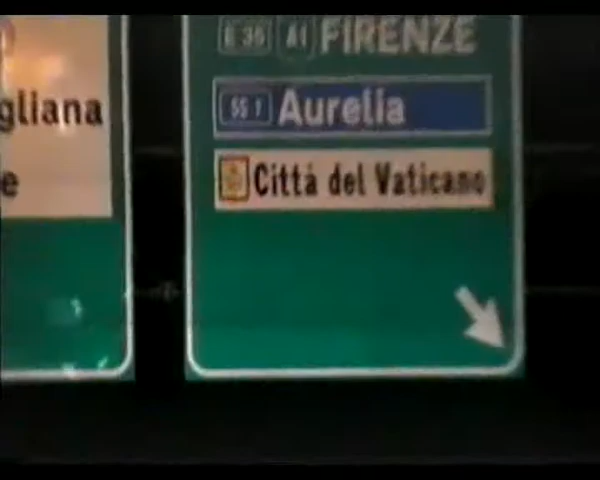 gliana
e
E 35 A1 FIRENZE
SS 1 Aurelia
Città del Vaticano